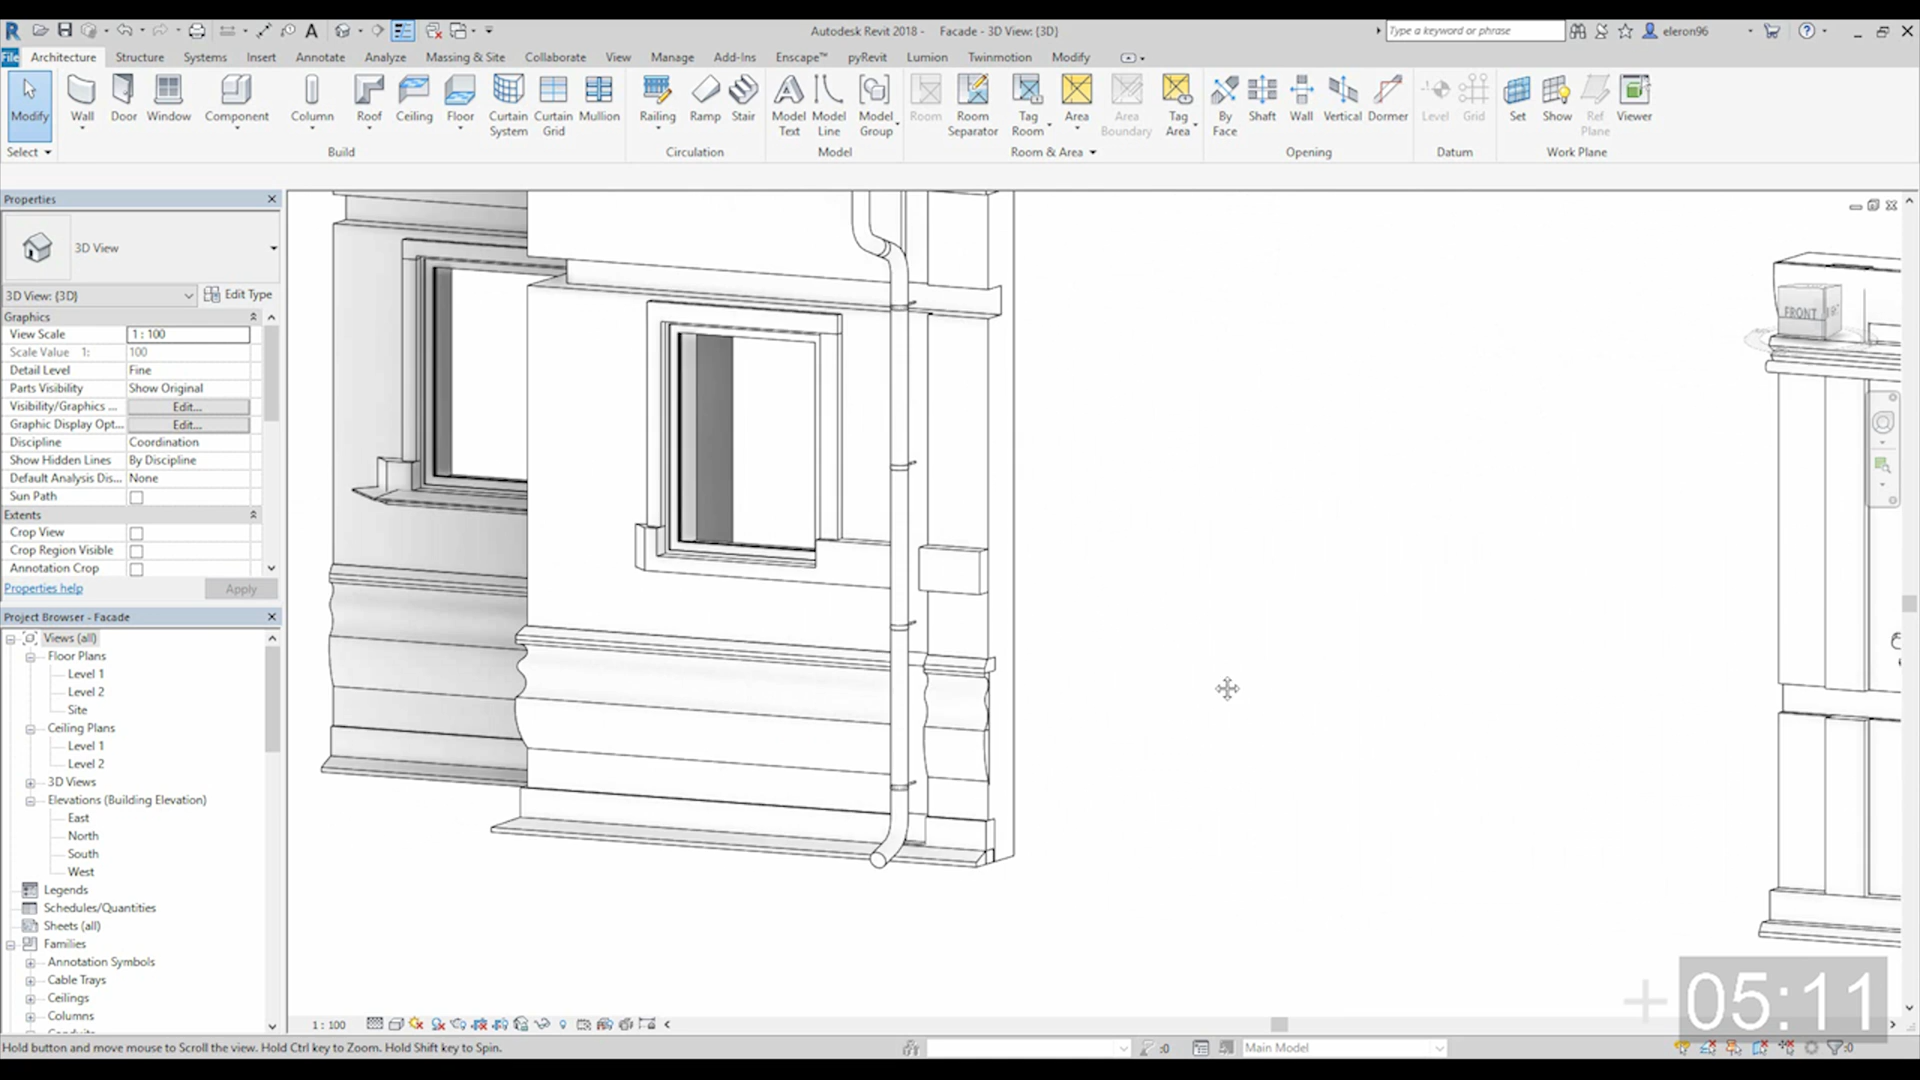 Autodesk Revit 2018 - Facade - 3D View: {3D}
Type a keyword or phrase
eleron96
File Architecture Structure Systems Insert Annotate Analyze Massing & Site Collaborate View Manage Add-Ins Enscape™ pyRevit Lumion Twinmotion Modify
Modify Wall Door Window Component Column Roof Ceiling Floor Curtain System Curtain Grid Mullion Railing Ramp Stair Model Text Model Line Model Group Room Room Separator Tag Room Area Area Boundary Tag Area By Face Shaft Wall Vertical Dormer Level Grid Set Show Ref Plane Viewer
Select Build Circulation Model Room & Area Opening Datum Work Plane
Properties
3D View
3D View: {3D} Edit Type
Graphics
View Scale 1 : 100
Scale Value 1: 100
Detail Level Fine
Parts Visibility Show Original
Visibility/Graphics ... Edit...
Graphic Display Opt... Edit...
Discipline Coordination
Show Hidden Lines By Discipline
Default Analysis Dis... None
Sun Path
Extents
Crop View
Crop Region Visible
Annotation Crop
Properties help Apply
Project Browser - Facade
Views (all)
Floor Plans
Level 1
Level 2
Site
Ceiling Plans
Level 1
Level 2
3D Views
Elevations (Building Elevation)
East
North
South
West
Legends
Schedules/Quantities
Sheets (all)
Families
Annotation Symbols
Cable Trays
Ceilings
Columns
FRONT
+ 05:11
1 : 100
Hold button and move mouse to Scroll the view. Hold Ctrl key to Zoom. Hold Shift key to Spin.
:0
Main Model
:0